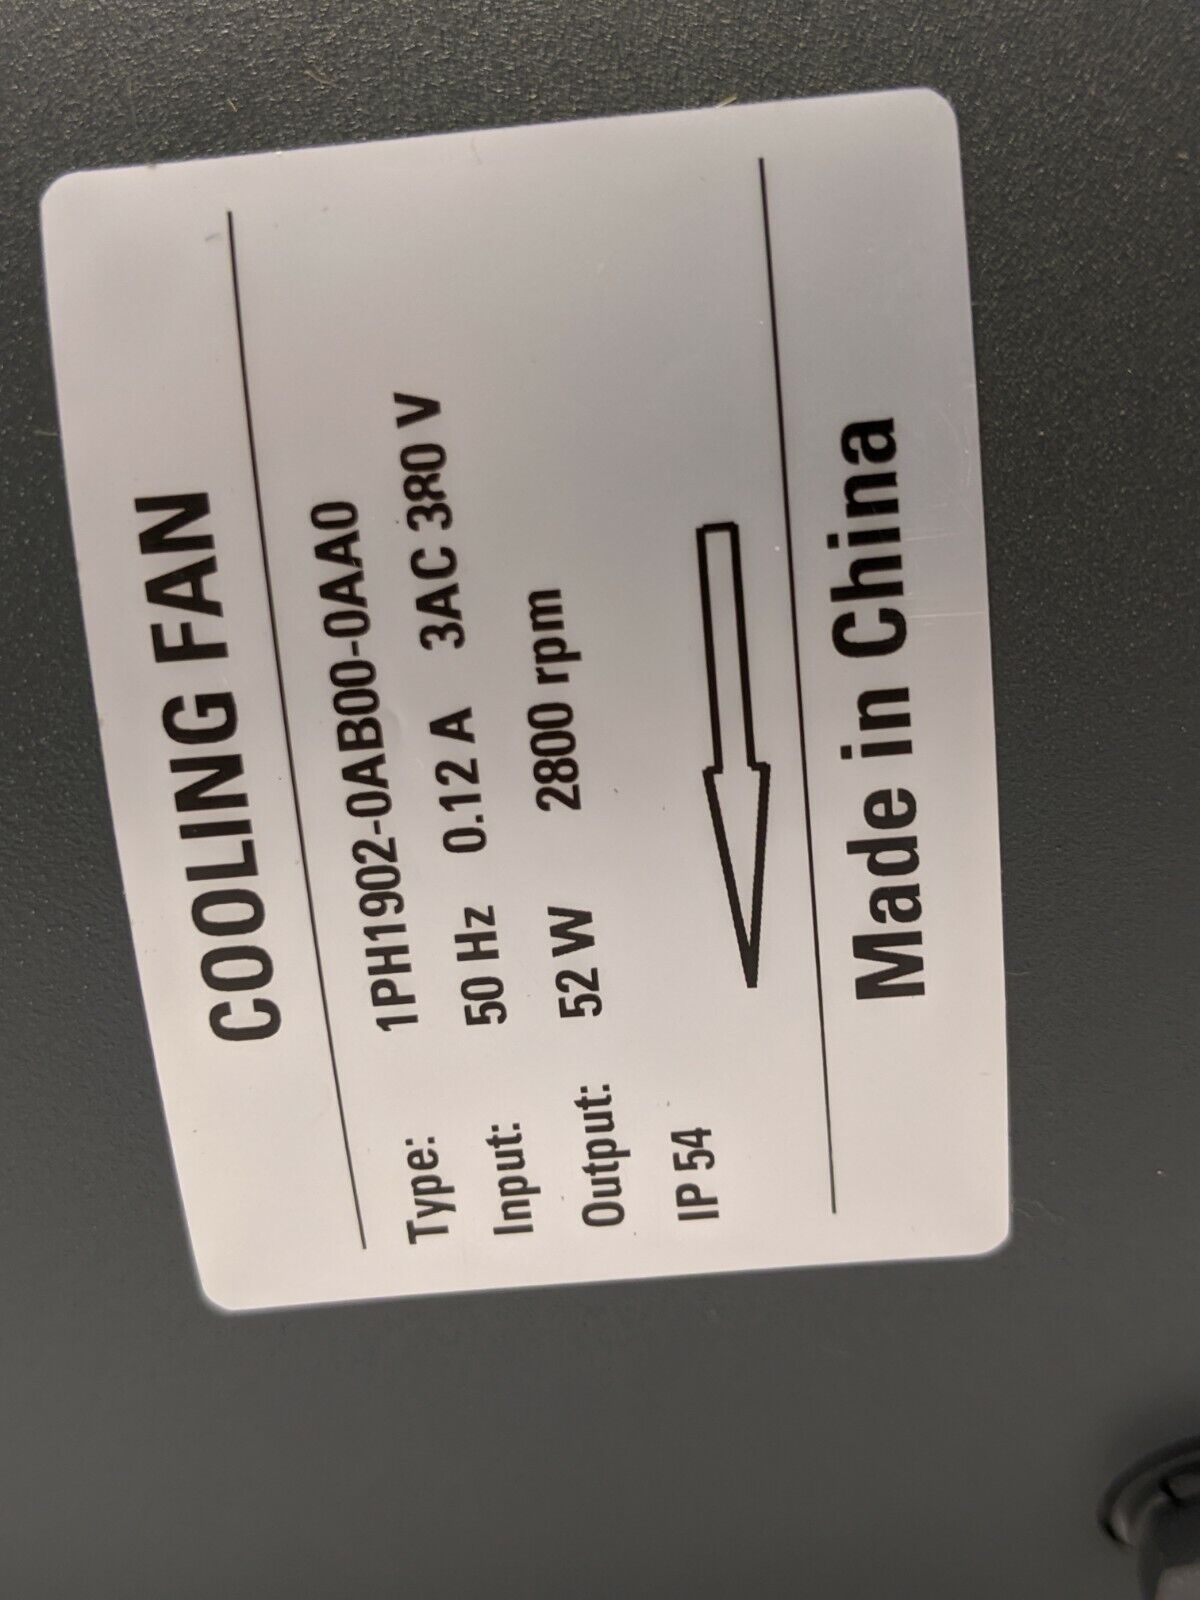 COOLING FAN
Type: 1PH1902-0AB00-0AA0
Input: 50 Hz 0.12 A 3AC 380 V
Output: 52 W 2800 rpm
IP 54
Made in China